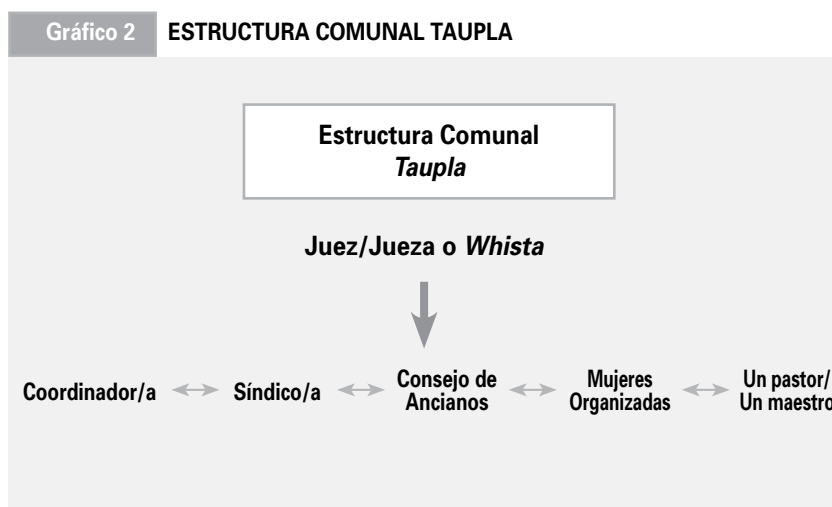 Gráfico 2 ESTRUCTURA COMUNAL TAUPLA
Estructura Comunal
Taupla
Juez/Jueza o Whista
Coordinador/a
Síndico/a
Consejo de
Ancianos
Mujeres
Organizadas
Un pastor/
Un maestro